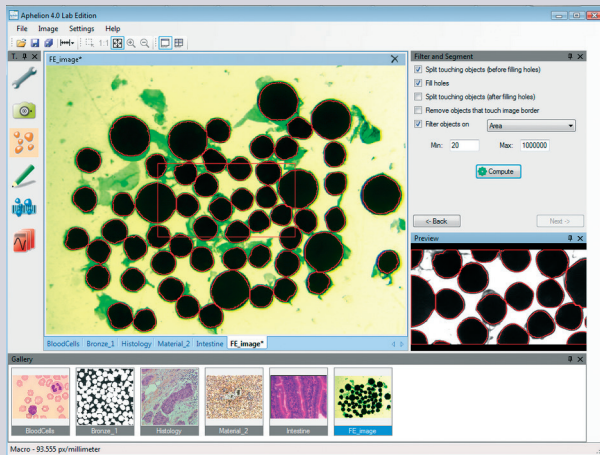 Aphelion 4.0 Lab Edition
File Image Settings Help
1:1
T.
FE_image*
Filter and Segment
Split touching objects (before filling holes)
Fill holes
Split touching objects (after filling holes)
Remove objects that touch image border
Filter objects on Area
Min: 20 Max: 1000000
Compute
<- Back Next ->
Preview
BloodCells Bronze_1 Histology Material_2 Intestine FE_image*
Gallery
BloodCells Bronze_1 Histology Material_2 Intestine FE_image
Macro - 93.555 px/millimeter